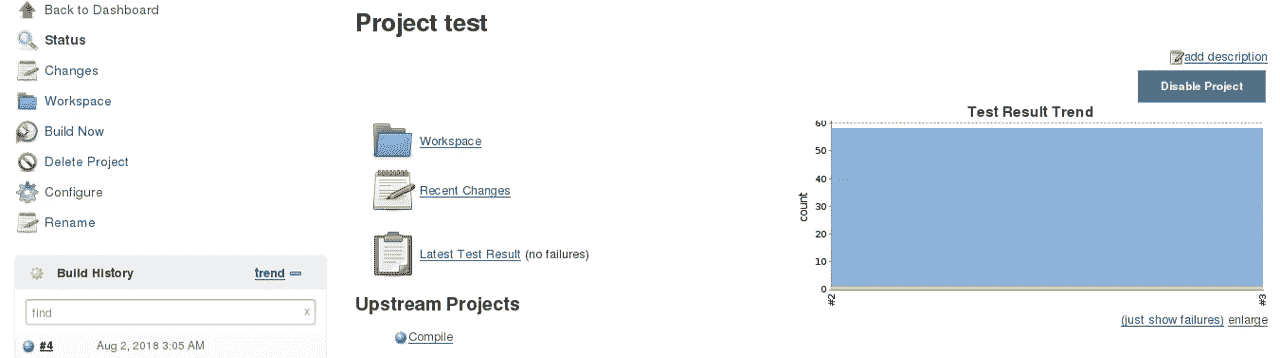 Back to Dashboard
Status
Changes
Workspace
Build Now
Delete Project
Configure
Rename
Build History trend
find x
#4 Aug 2, 2018 3:05 AM
Project test
Workspace
Recent Changes
Latest Test Result (no failures)
Upstream Projects
Compile
add description
Disable Project
Test Result Trend
60
50
40
30
20
10
0
count
#2
#3
(just show failures) enlarge